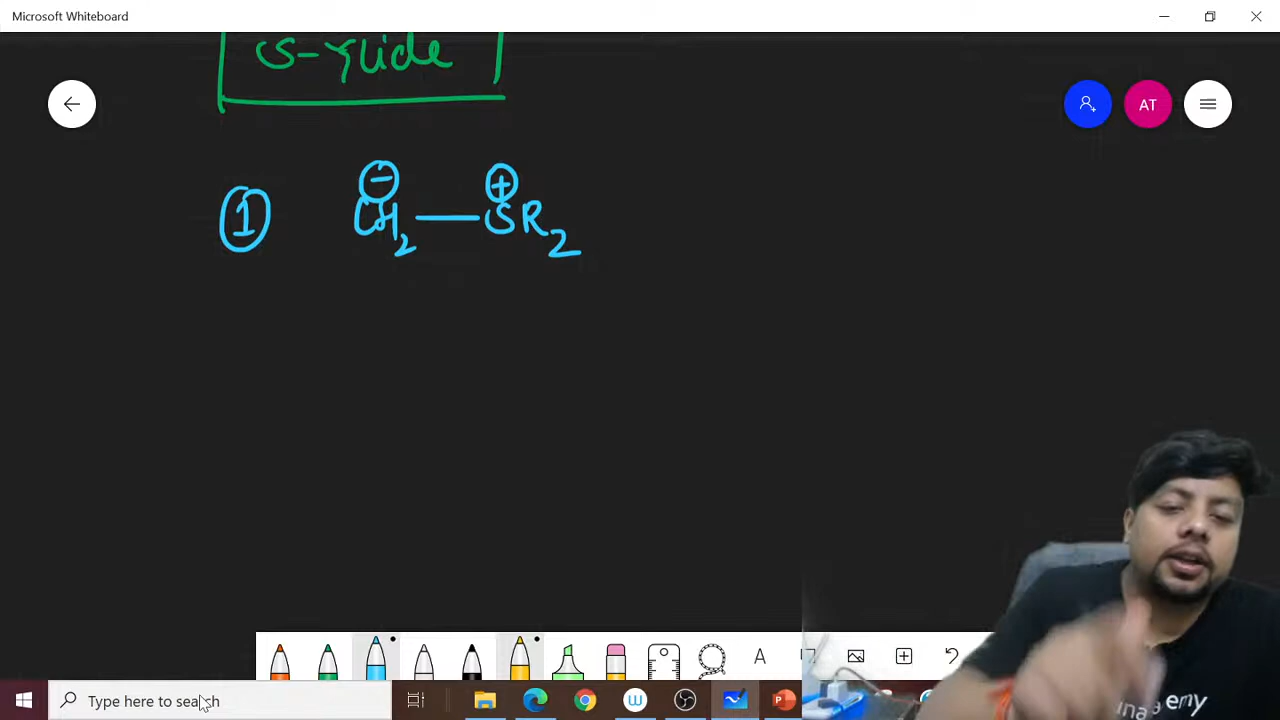 Microsoft Whiteboard
S-ylide
AT
① ⊖CH₂—⊕SR₂
A
Type here to search